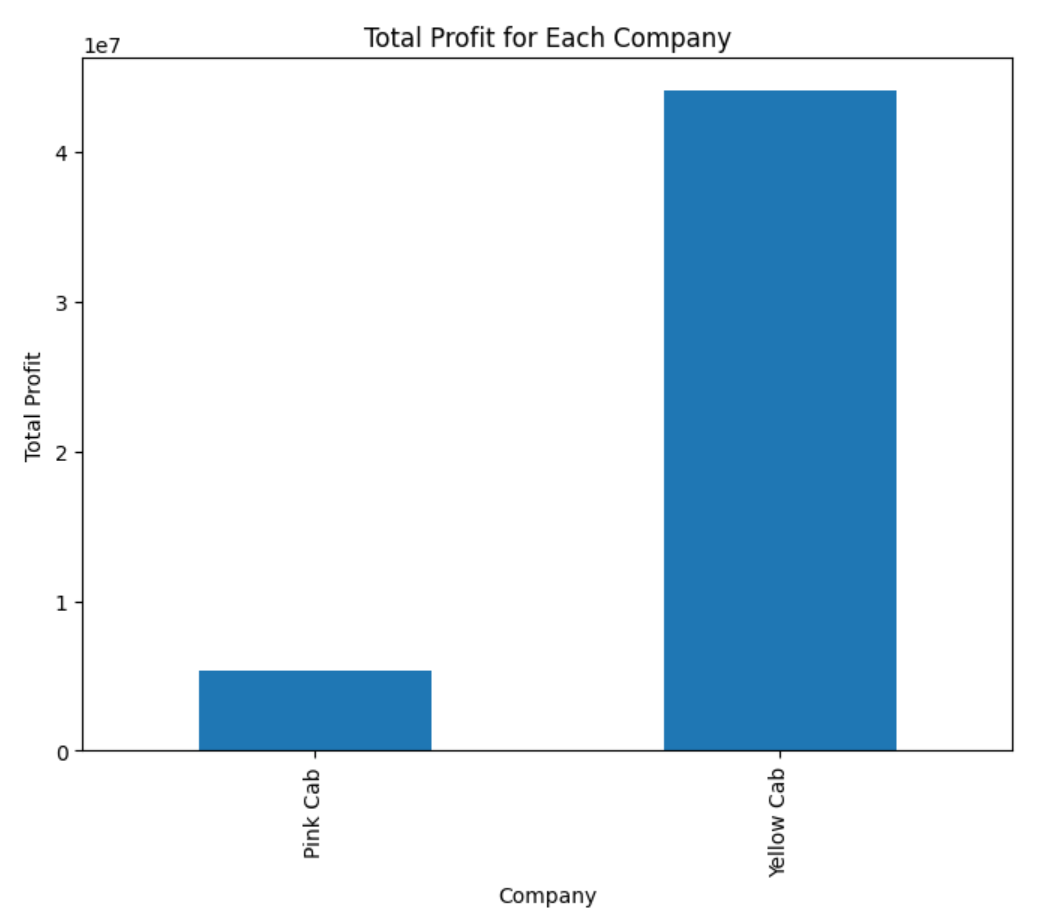 Total Profit for Each Company
1e7
4
3
2
1
0
Total Profit
Pink Cab
Yellow Cab
Company